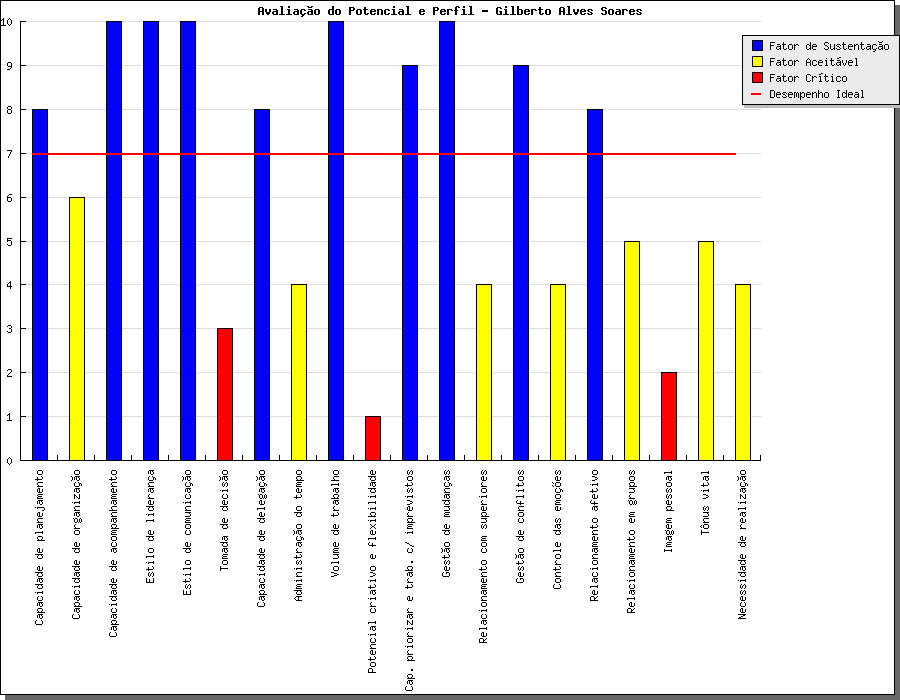 Avaliação do Potencial e Perfil - Gilberto Alves Soares
Fator de Sustentação
Fator Aceitável
Fator Crítico
Desempenho Ideal
10
9
8
7
6
5
4
3
2
1
0
Capacidade de planejamento
Capacidade de organização
Capacidade de acompanhamento
Estilo de liderança
Estilo de comunicação
Tomada de decisão
Capacidade de delegação
Administração do tempo
Volume de trabalho
Potencial criativo e flexibilidade
Cap. priorizar e trab. c/ imprevistos
Gestão de mudanças
Relacionamento com superiores
Gestão de conflitos
Controle das emoções
Relacionamento afetivo
Relacionamento em grupos
Imagem pessoal
Tônus vital
Necessidade de realização